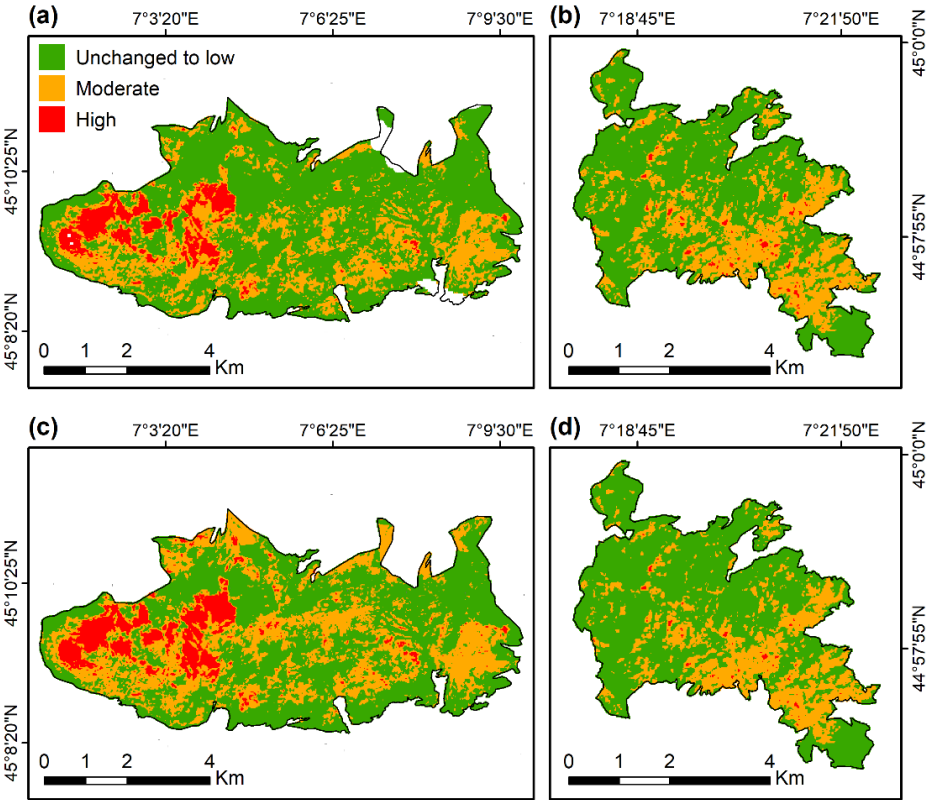 (a) 7°3'20"E 7°6'25"E 7°9'30"E (b) 7°18'45"E 7°21'50"E
45°0'0"N
Unchanged to low
Moderate
High
45°10'25"N
44°57'55"N
45°8'20"N
0 1 2 4 Km
0 1 2 4 Km
(c) 7°3'20"E 7°6'25"E 7°9'30"E (d) 7°18'45"E 7°21'50"E
45°0'0"N
45°10'25"N
44°57'55"N
45°8'20"N
0 1 2 4 Km
0 1 2 4 Km